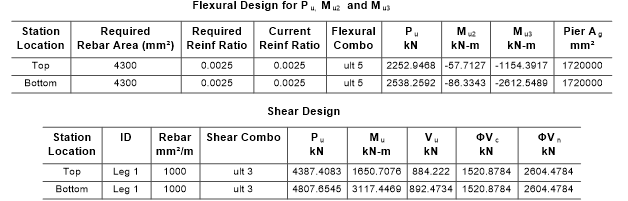 Flexural Design for P u, M u2 and M u3
Station Location Required Rebar Area (mm²) Required Reinf Ratio Current Reinf Ratio Flexural Combo P u kN M u2 kN-m M u3 kN-m Pier A g mm²
Top 4300 0.0025 0.0025 ult 5 2252.9468 -57.7127 -1154.3917 1720000
Bottom 4300 0.0025 0.0025 ult 5 2538.2592 -86.3343 -2612.5489 1720000
Shear Design
Station Location ID Rebar mm²/m Shear Combo P u kN M u kN-m V u kN ΦV c kN ΦV n kN
Top Leg 1 1000 ult 3 4387.4083 1650.7076 884.222 1520.8784 2604.4784
Bottom Leg 1 1000 ult 3 4807.6545 3117.4469 892.4734 1520.8784 2604.4784